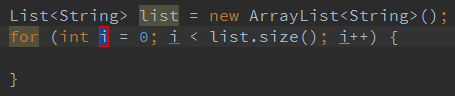 List<String> list = new ArrayList<String>();
for (int i = 0; i < list.size(); i++) {
}